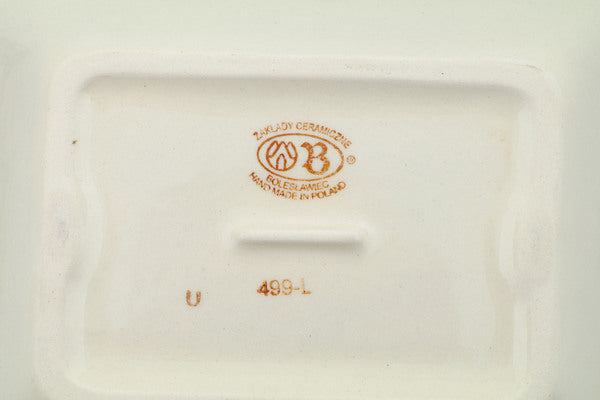 ZAKŁADY CERAMICZNE
B ®
BOLESŁAWIEC
HAND MADE IN POLAND
U 499-L